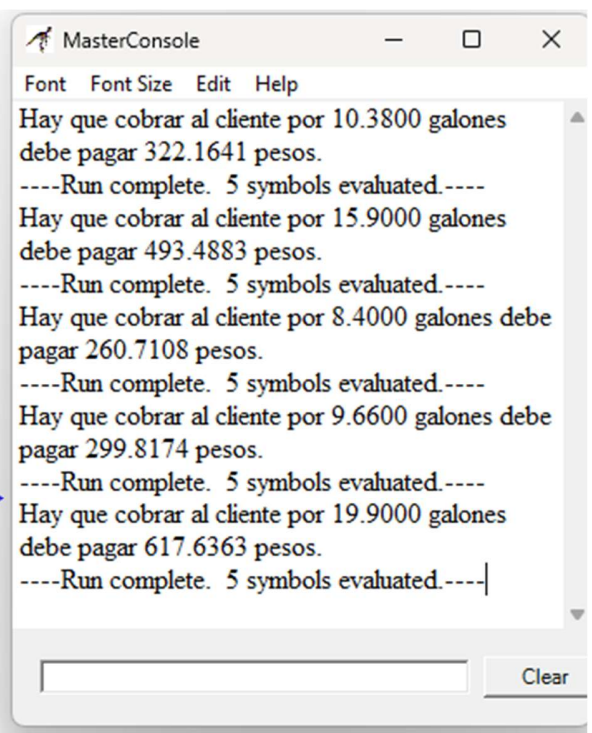 MasterConsole
Font Font Size Edit Help
Hay que cobrar al cliente por 10.3800 galones
debe pagar 322.1641 pesos.
----Run complete.  5 symbols evaluated.----
Hay que cobrar al cliente por 15.9000 galones
debe pagar 493.4883 pesos.
----Run complete.  5 symbols evaluated.----
Hay que cobrar al cliente por 8.4000 galones debe
pagar 260.7108 pesos.
----Run complete.  5 symbols evaluated.----
Hay que cobrar al cliente por 9.6600 galones debe
pagar 299.8174 pesos.
----Run complete.  5 symbols evaluated.----
Hay que cobrar al cliente por 19.9000 galones
debe pagar 617.6363 pesos.
----Run complete.  5 symbols evaluated.----
Clear